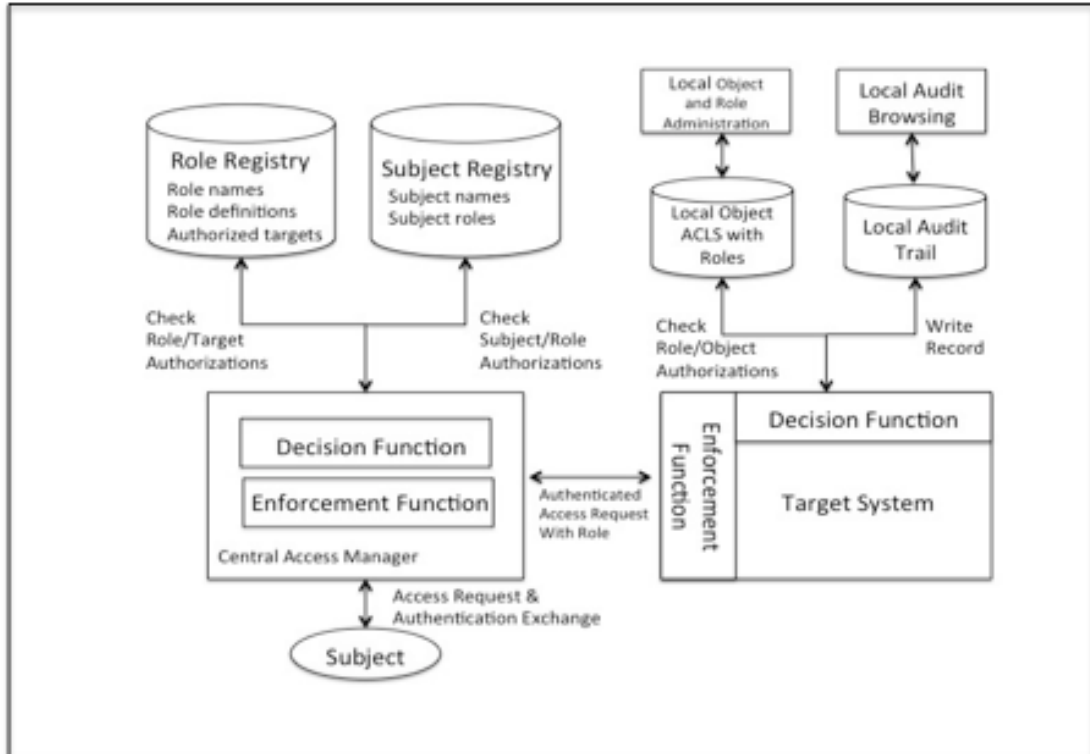 Role Registry
Role names
Role definitions
Authorized targets
Subject Registry
Subject names
Subject roles
Local Object
and Role
Administration
Local Audit
Browsing
Local Object
ACLS with
Roles
Local Audit
Trail
Check
Role/Target
Authorizations
Check
Subject/Role
Authorizations
Check
Role/Object
Authorizations
Write
Record
Decision Function
Enforcement Function
Central Access Manager
Authenticated
Access Request
With Role
Enforcement
Function
Decision Function
Target System
Access Request &
Authentication Exchange
Subject